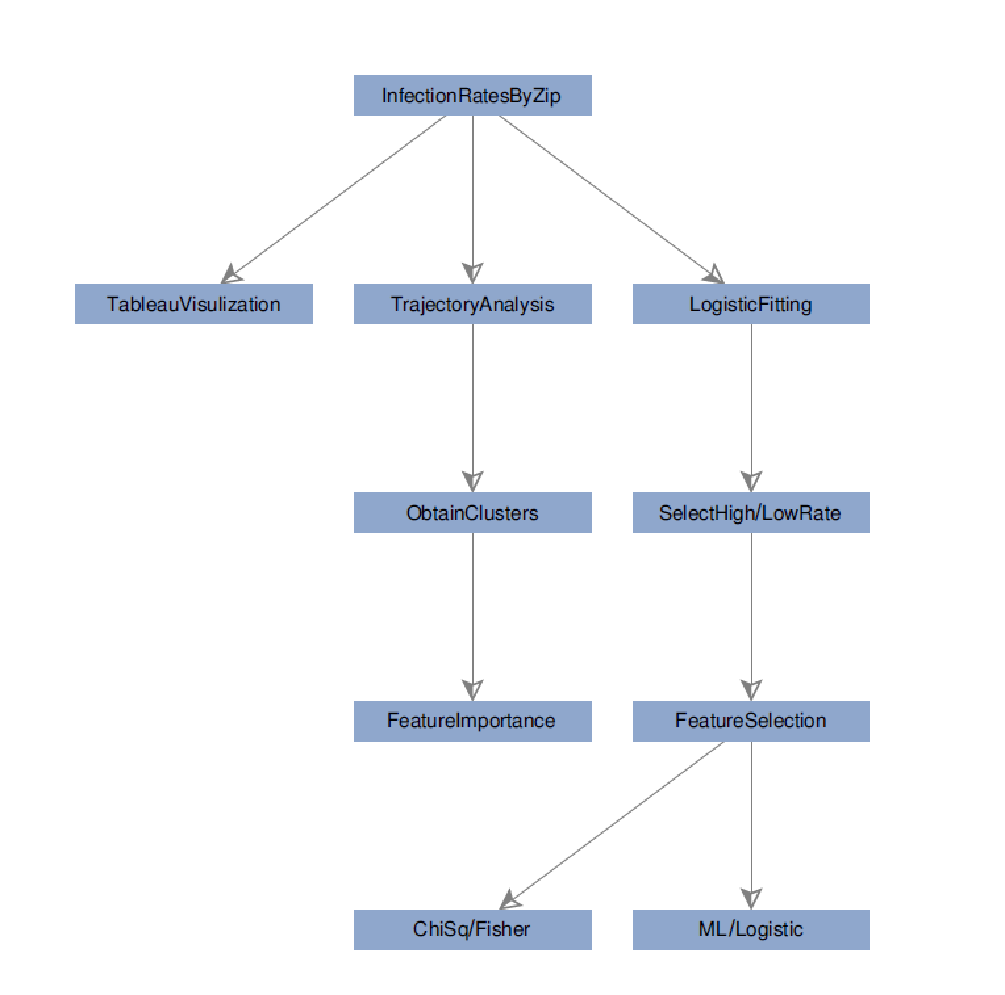 InfectionRatesByZip
TableauVisulization
TrajectoryAnalysis
LogisticFitting
ObtainClusters
SelectHigh/LowRate
FeatureImportance
FeatureSelection
ChiSq/Fisher
ML/Logistic